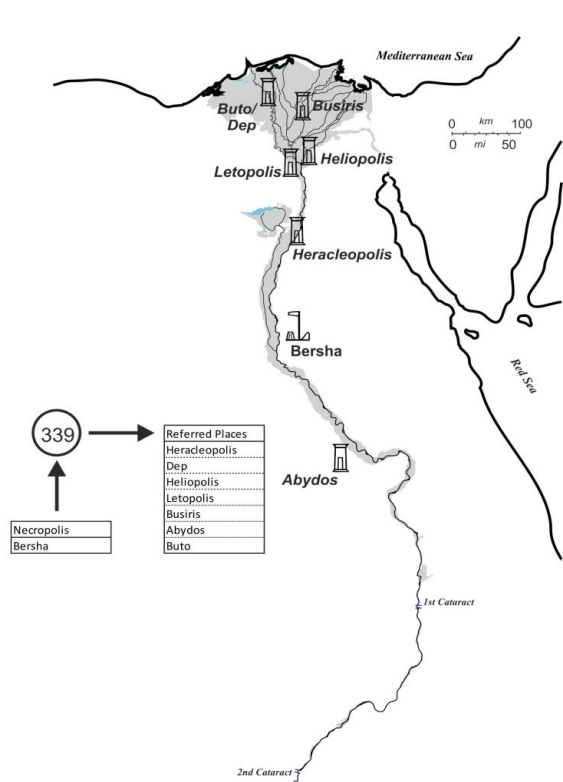 Mediterranean Sea
Buto/
Dep
Busiris
0 km 100
0 mi 50
Letopolis
Heliopolis
Heracleopolis
Bersha
Red Sea
339
Referred Places
Heracleopolis
Dep
Heliopolis
Letopolis
Busiris
Abydos
Buto
Necropolis
Bersha
Abydos
1st Cataract
2nd Cataract